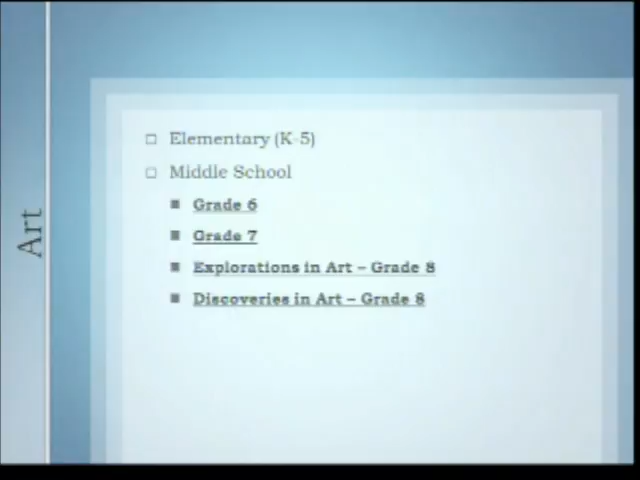 Art
Elementary (K-5)
Middle School
Grade 6
Grade 7
Explorations in Art – Grade 8
Discoveries in Art – Grade 8